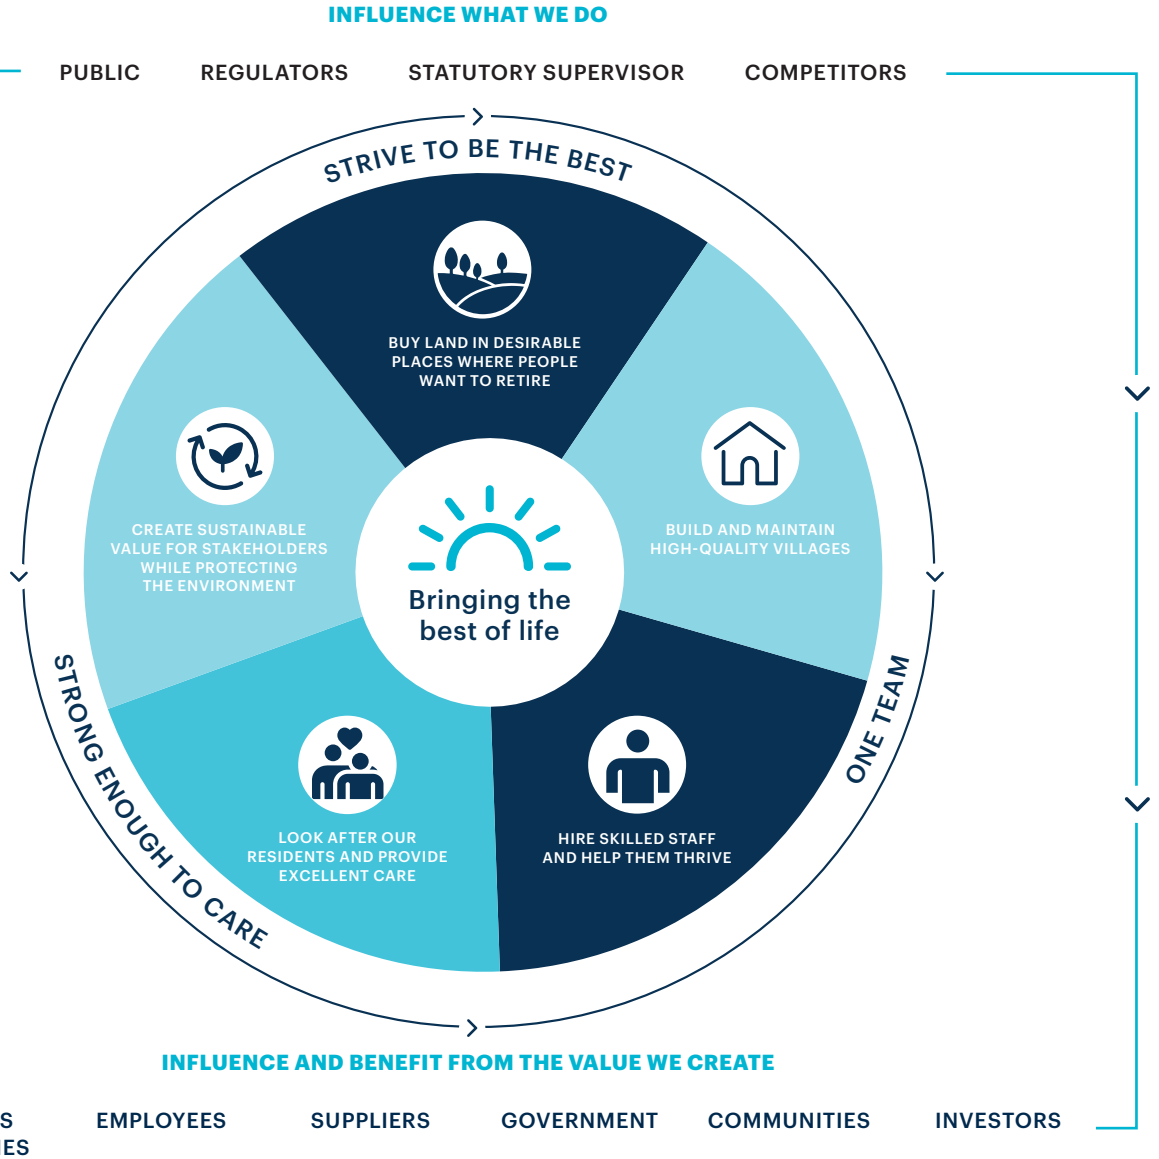 INFLUENCE WHAT WE DO
PUBLIC REGULATORS STATUTORY SUPERVISOR COMPETITORS
STRIVE TO BE THE BEST
BUY LAND IN DESIRABLE
PLACES WHERE PEOPLE
WANT TO RETIRE
CREATE SUSTAINABLE
VALUE FOR STAKEHOLDERS
WHILE PROTECTING
THE ENVIRONMENT
BUILD AND MAINTAIN
HIGH-QUALITY VILLAGES
Bringing the
best of life
STRONG ENOUGH TO CARE
ONE TEAM
LOOK AFTER OUR
RESIDENTS AND PROVIDE
EXCELLENT CARE
HIRE SKILLED STAFF
AND HELP THEM THRIVE
INFLUENCE AND BENEFIT FROM THE VALUE WE CREATE
EMPLOYEES SUPPLIERS GOVERNMENT COMMUNITIES INVESTORS